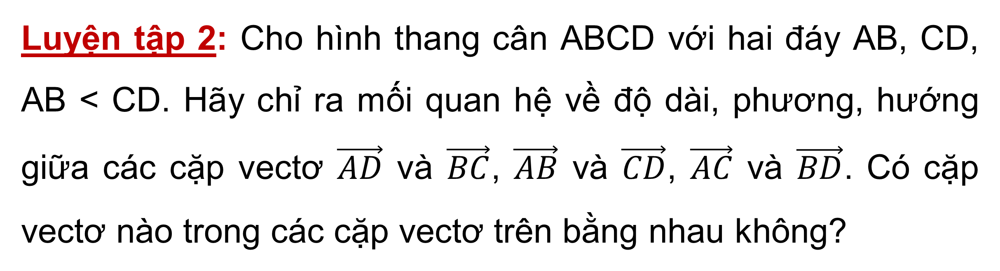 Luyện tập 2: Cho hình thang cân ABCD với hai đáy AB, CD,
AB < CD. Hãy chỉ ra mối quan hệ về độ dài, phương, hướng
giữa các cặp vectơ $\overrightarrow{AD}$ và $\overrightarrow{BC}$, $\overrightarrow{AB}$ và $\overrightarrow{CD}$, $\overrightarrow{AC}$ và $\overrightarrow{BD}$. Có cặp
vectơ nào trong các cặp vectơ trên bằng nhau không?